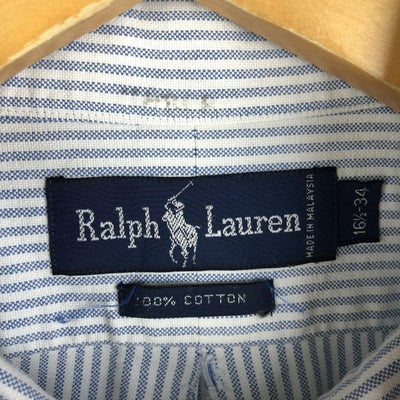 Ralph Lauren
MADE IN MALAYSIA
16½-34
100% COTTON